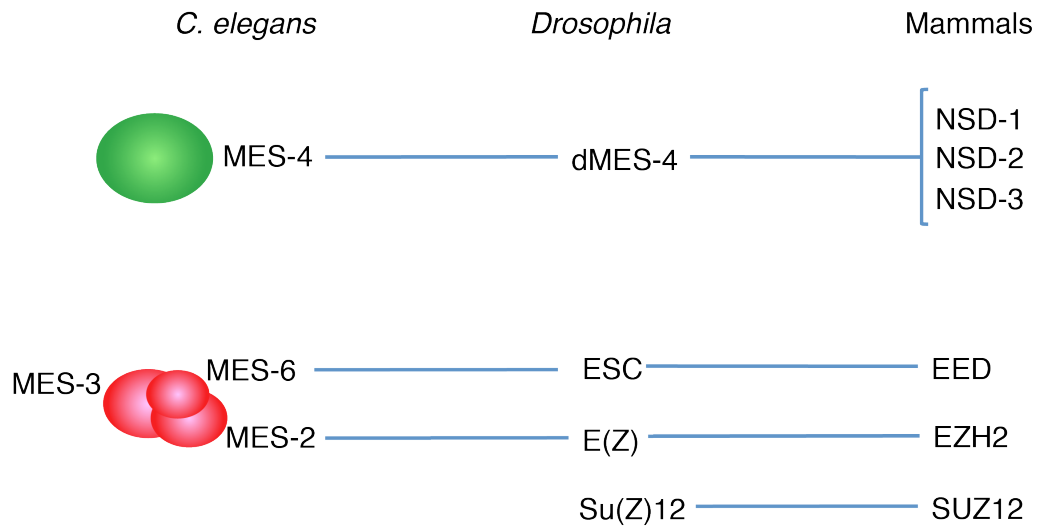 C. elegans Drosophila Mammals
NSD-1
MES-4 dMES-4 NSD-2
NSD-3
MES-6 ESC EED
MES-3
MES-2 E(Z) EZH2
Su(Z)12 SUZ12